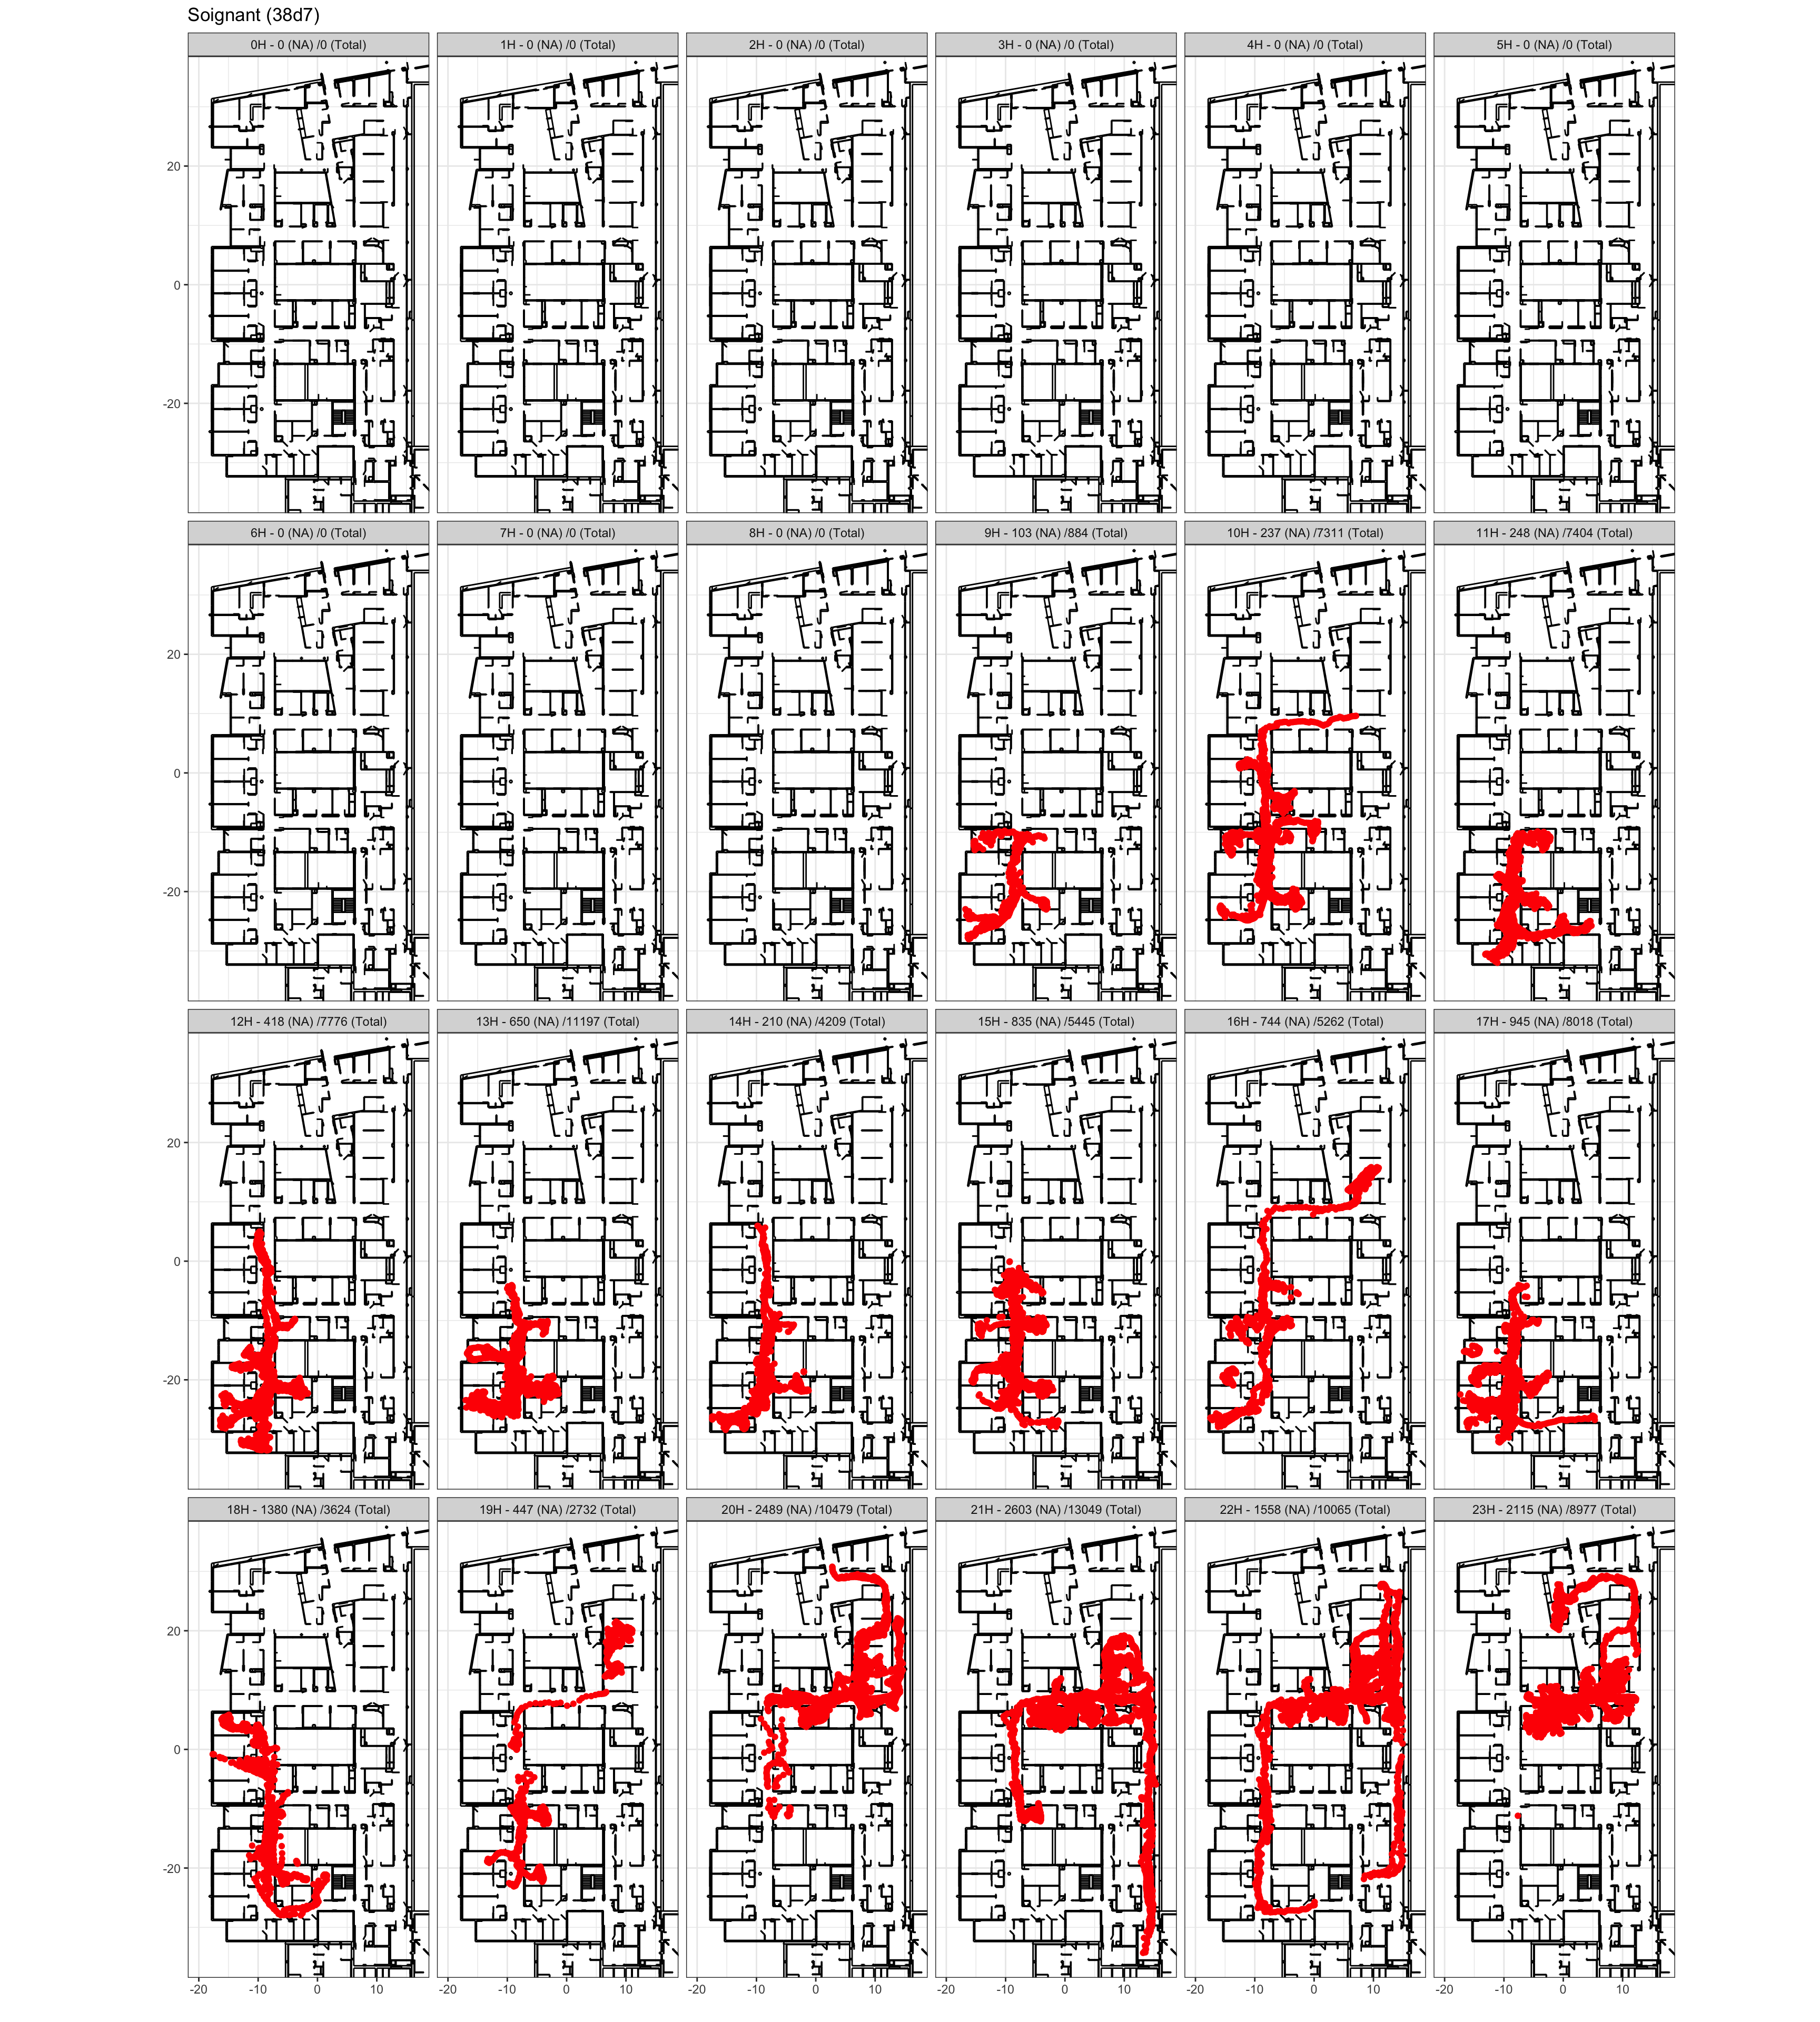 Soignant (38d7)
0H - 0 (NA) /0 (Total)
1H - 0 (NA) /0 (Total)
2H - 0 (NA) /0 (Total)
3H - 0 (NA) /0 (Total)
4H - 0 (NA) /0 (Total)
5H - 0 (NA) /0 (Total)
20
0
-20
6H - 0 (NA) /0 (Total)
7H - 0 (NA) /0 (Total)
8H - 0 (NA) /0 (Total)
9H - 103 (NA) /884 (Total)
10H - 237 (NA) /7311 (Total)
11H - 248 (NA) /7404 (Total)
20
0
-20
12H - 418 (NA) /7776 (Total)
13H - 650 (NA) /11197 (Total)
14H - 210 (NA) /4209 (Total)
15H - 835 (NA) /5445 (Total)
16H - 744 (NA) /5262 (Total)
17H - 945 (NA) /8018 (Total)
20
0
-20
18H - 1380 (NA) /3624 (Total)
19H - 447 (NA) /2732 (Total)
20H - 2489 (NA) /10479 (Total)
21H - 2603 (NA) /13049 (Total)
22H - 1558 (NA) /10065 (Total)
23H - 2115 (NA) /8977 (Total)
20
0
-20
-20 -10 0 10
-20 -10 0 10
-20 -10 0 10
-20 -10 0 10
-20 -10 0 10
-20 -10 0 10